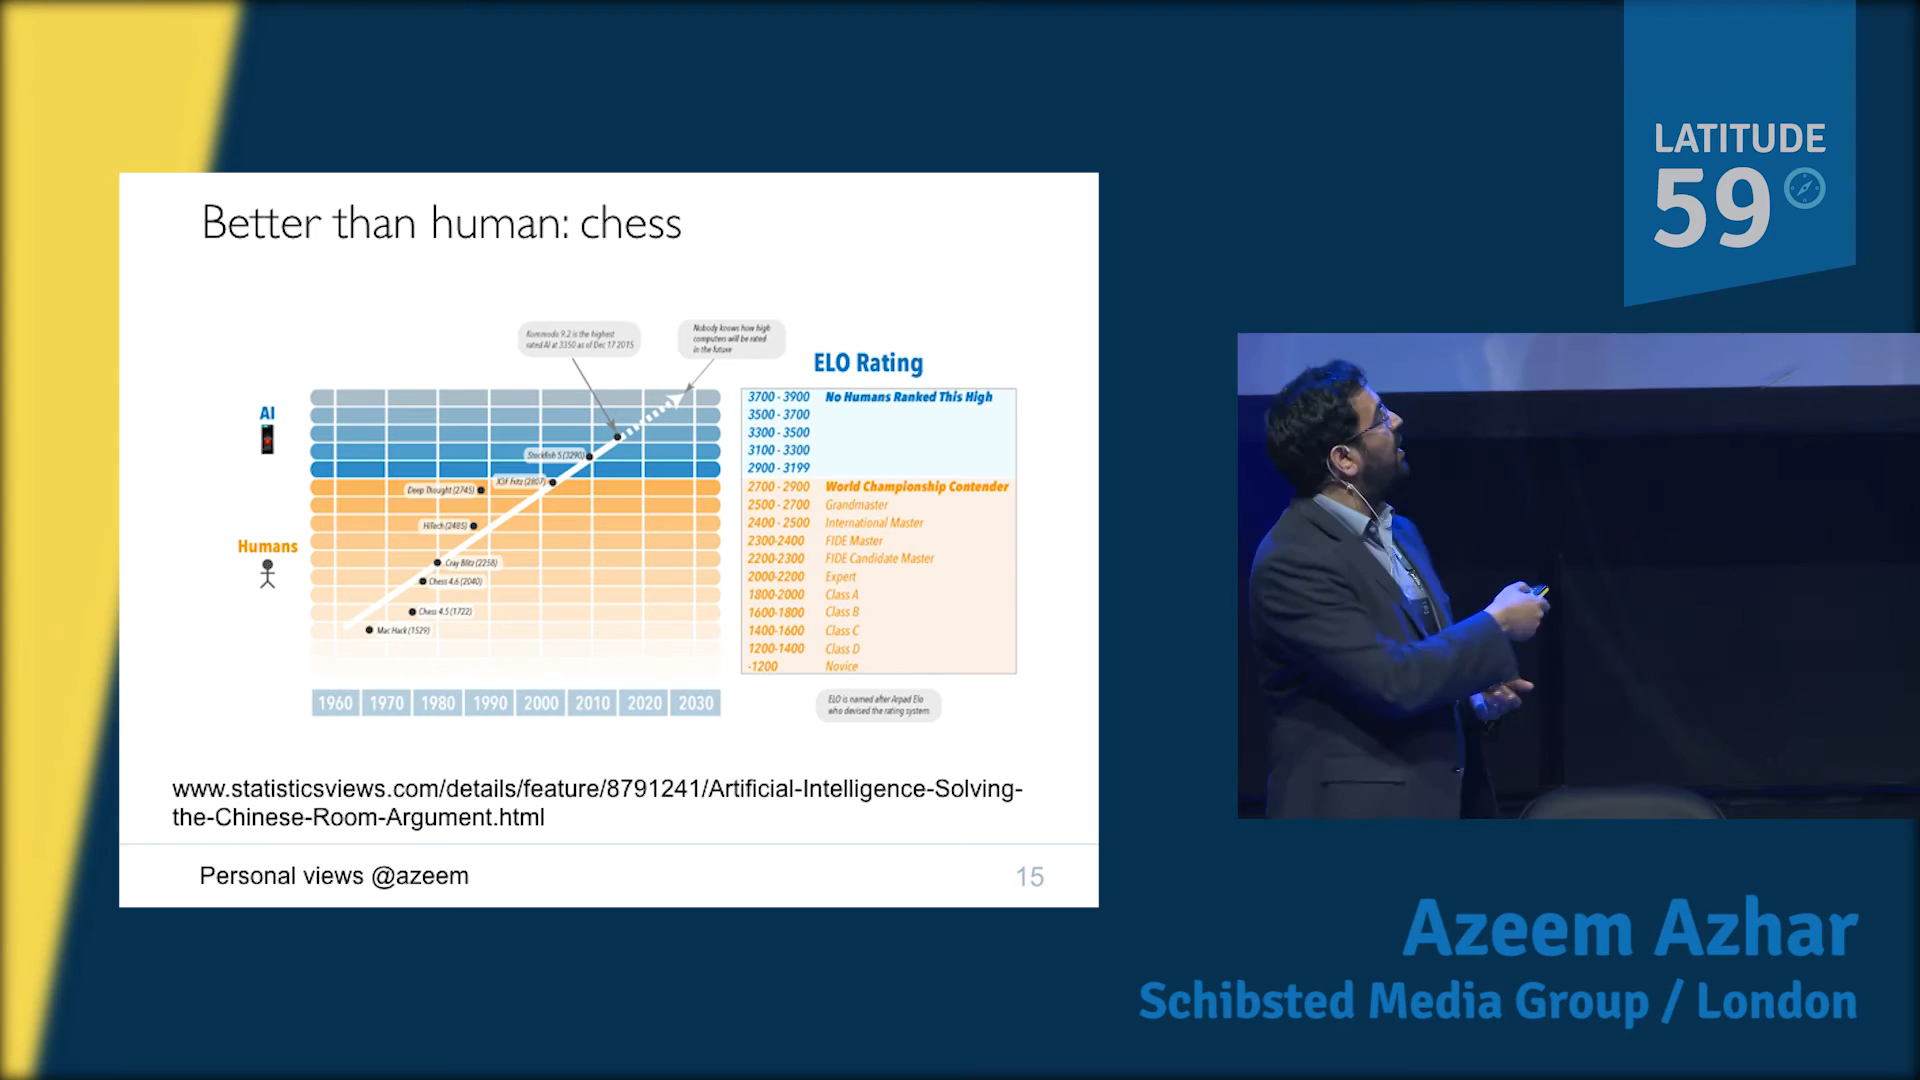 LATITUDE
59
Better than human: chess
Kommodo 9.2 is the highest
rated AI at 3350 as of Dec 17 2015
Nobody knows how high
computers will be rated
in the future
ELO Rating
AI
Humans
3700 - 3900 No Humans Ranked This High
3500 - 3700
3300 - 3500
3100 - 3300
2900 - 3199
2700 - 2900 World Championship Contender
2500 - 2700 Grandmaster
2400 - 2500 International Master
2300-2400 FIDE Master
2200-2300 FIDE Candidate Master
2000-2200 Expert
1800-2000 Class A
1600-1800 Class B
1400-1600 Class C
1200-1400 Class D
-1200 Novice
Stockfish 5 (3290)
X3F Fritz (2807)
Deep Thought (2745)
HiTech (2485)
Cray Blitz (2258)
Chess 4.6 (2040)
Chess 4.5 (1722)
Mac Hack (1529)
1960 1970 1980 1990 2000 2010 2020 2030
ELO is named after Arpad Elo
who devised the rating system
www.statisticsviews.com/details/feature/8791241/Artificial-Intelligence-Solving-
the-Chinese-Room-Argument.html
Personal views @azeem
15
Azeem Azhar
Schibsted Media Group / London